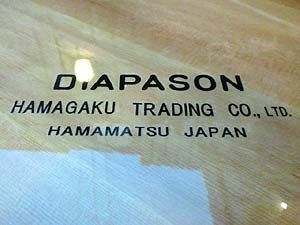 DIAPASON
HAMAGAKU TRADING CO., LTD.
HAMAMATSU JAPAN